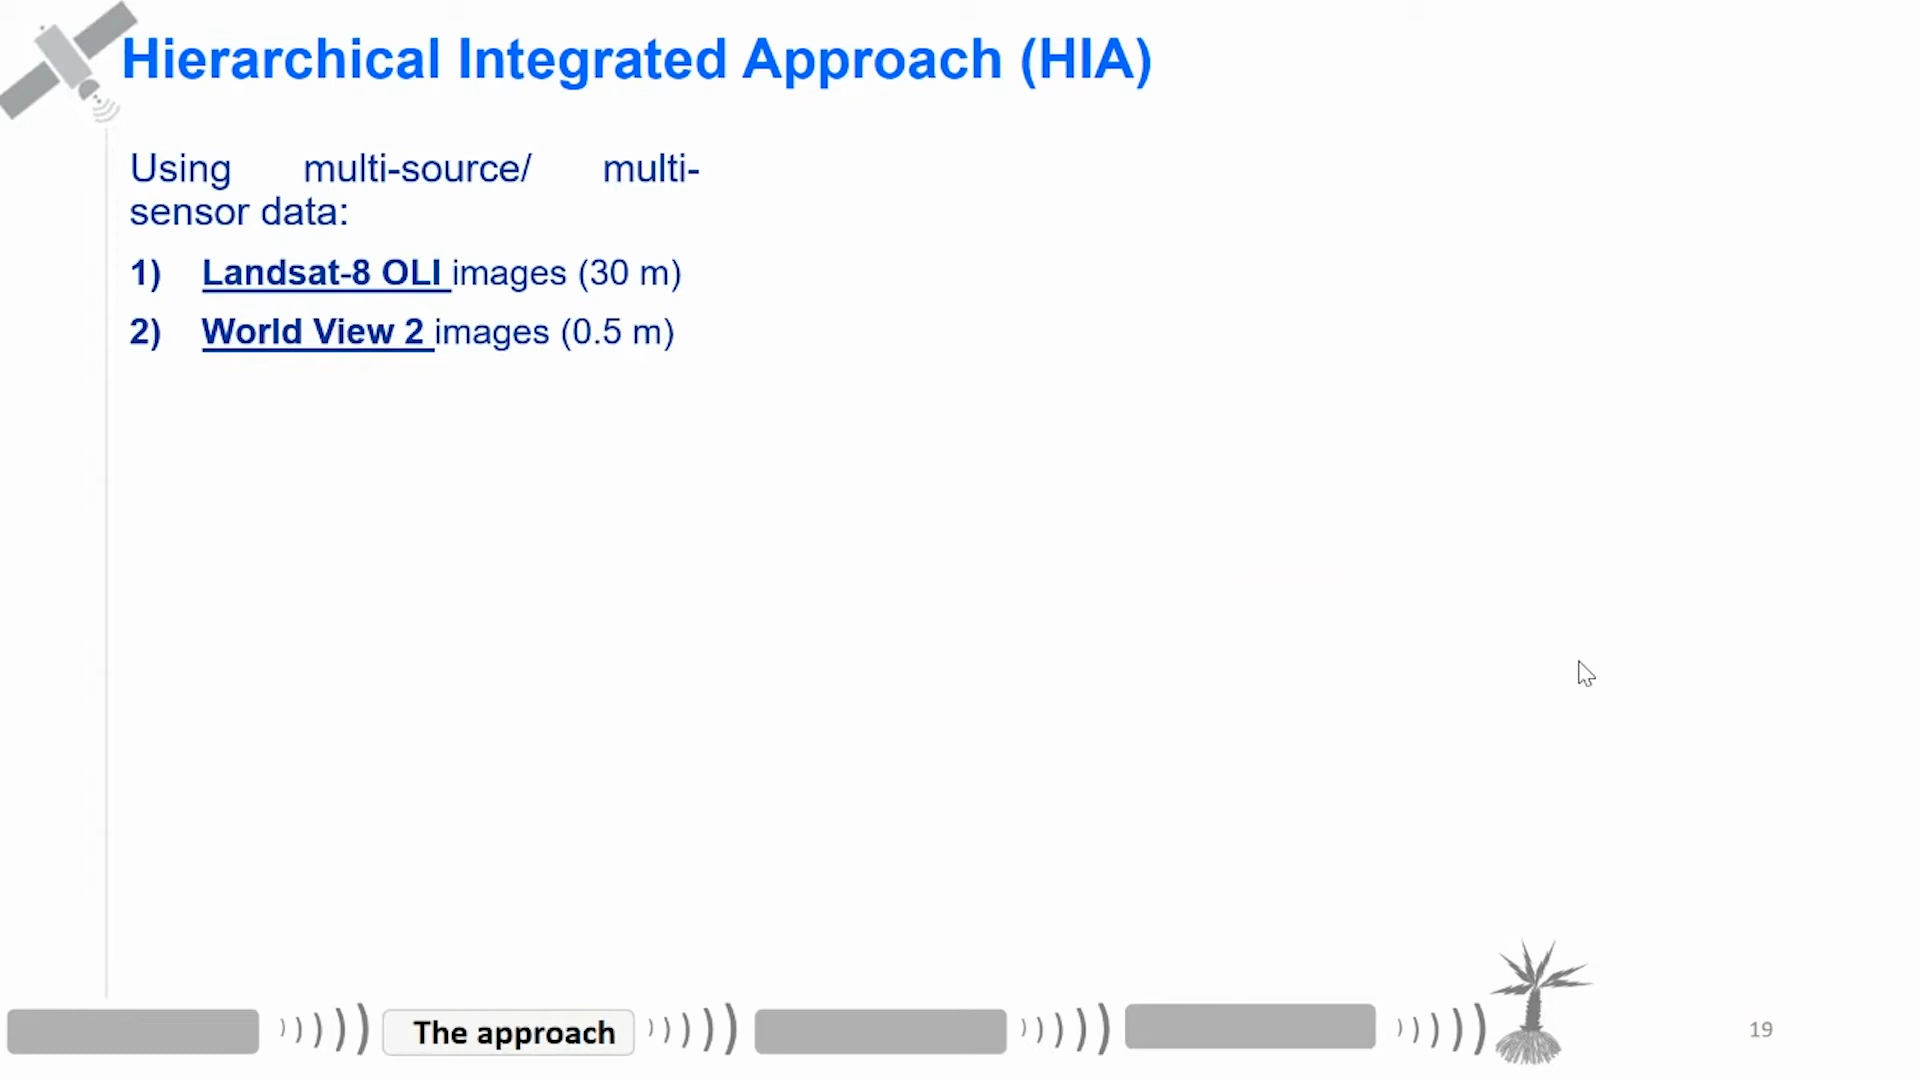 Hierarchical Integrated Approach (HIA)
Using multi-source/ multi-
sensor data:
1) Landsat-8 OLI images (30 m)
2) World View 2 images (0.5 m)
The approach
19